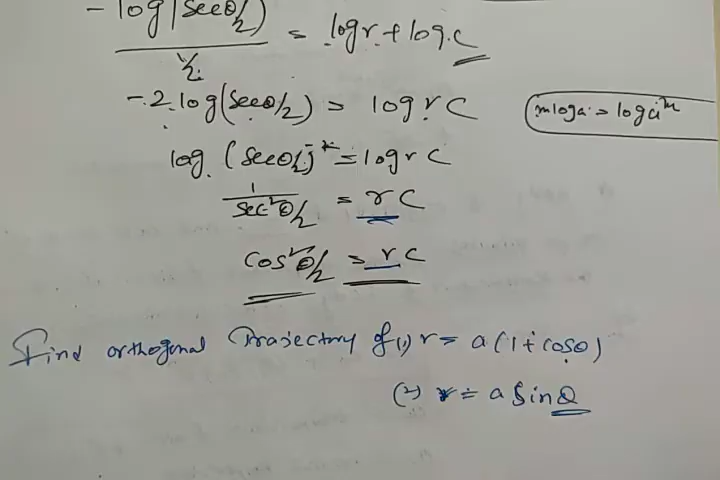 - log(secθ/2) / 1/2 = log r + log c
-2 log(secθ/2) = log r c
m log a = log a^m
log (secθ/2)^-2 = log r c
1/sec²θ/2 = r c
cos²θ/2 = r c
Find orthogonal Trajectory of (1) r = a(1+cosθ)
(2) r = a sinθ